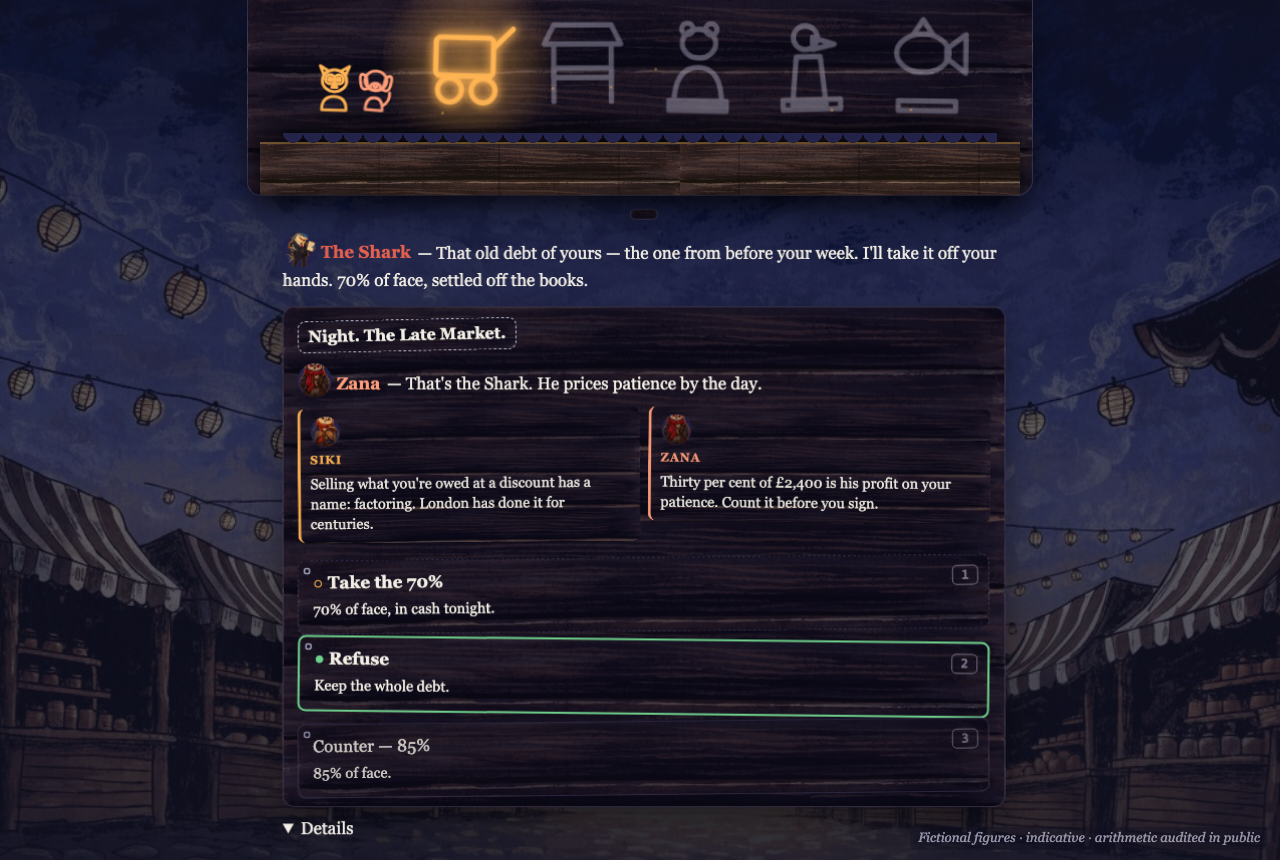 The Shark — That old debt of yours — the one from before your week. I'll take it off your
hands. 70% of face, settled off the books.
Night. The Late Market.
Zana — That's the Shark. He prices patience by the day.
SIKI
Selling what you're owed at a discount has a
name: factoring. London has done it for
centuries.
ZANA
Thirty per cent of £2,400 is his profit on your
patience. Count it before you sign.
Take the 70%
1
70% of face, in cash tonight.
Refuse
2
Keep the whole debt.
Counter — 85%
3
85% of face.
▼ Details
Fictional figures · indicative · arithmetic audited in public